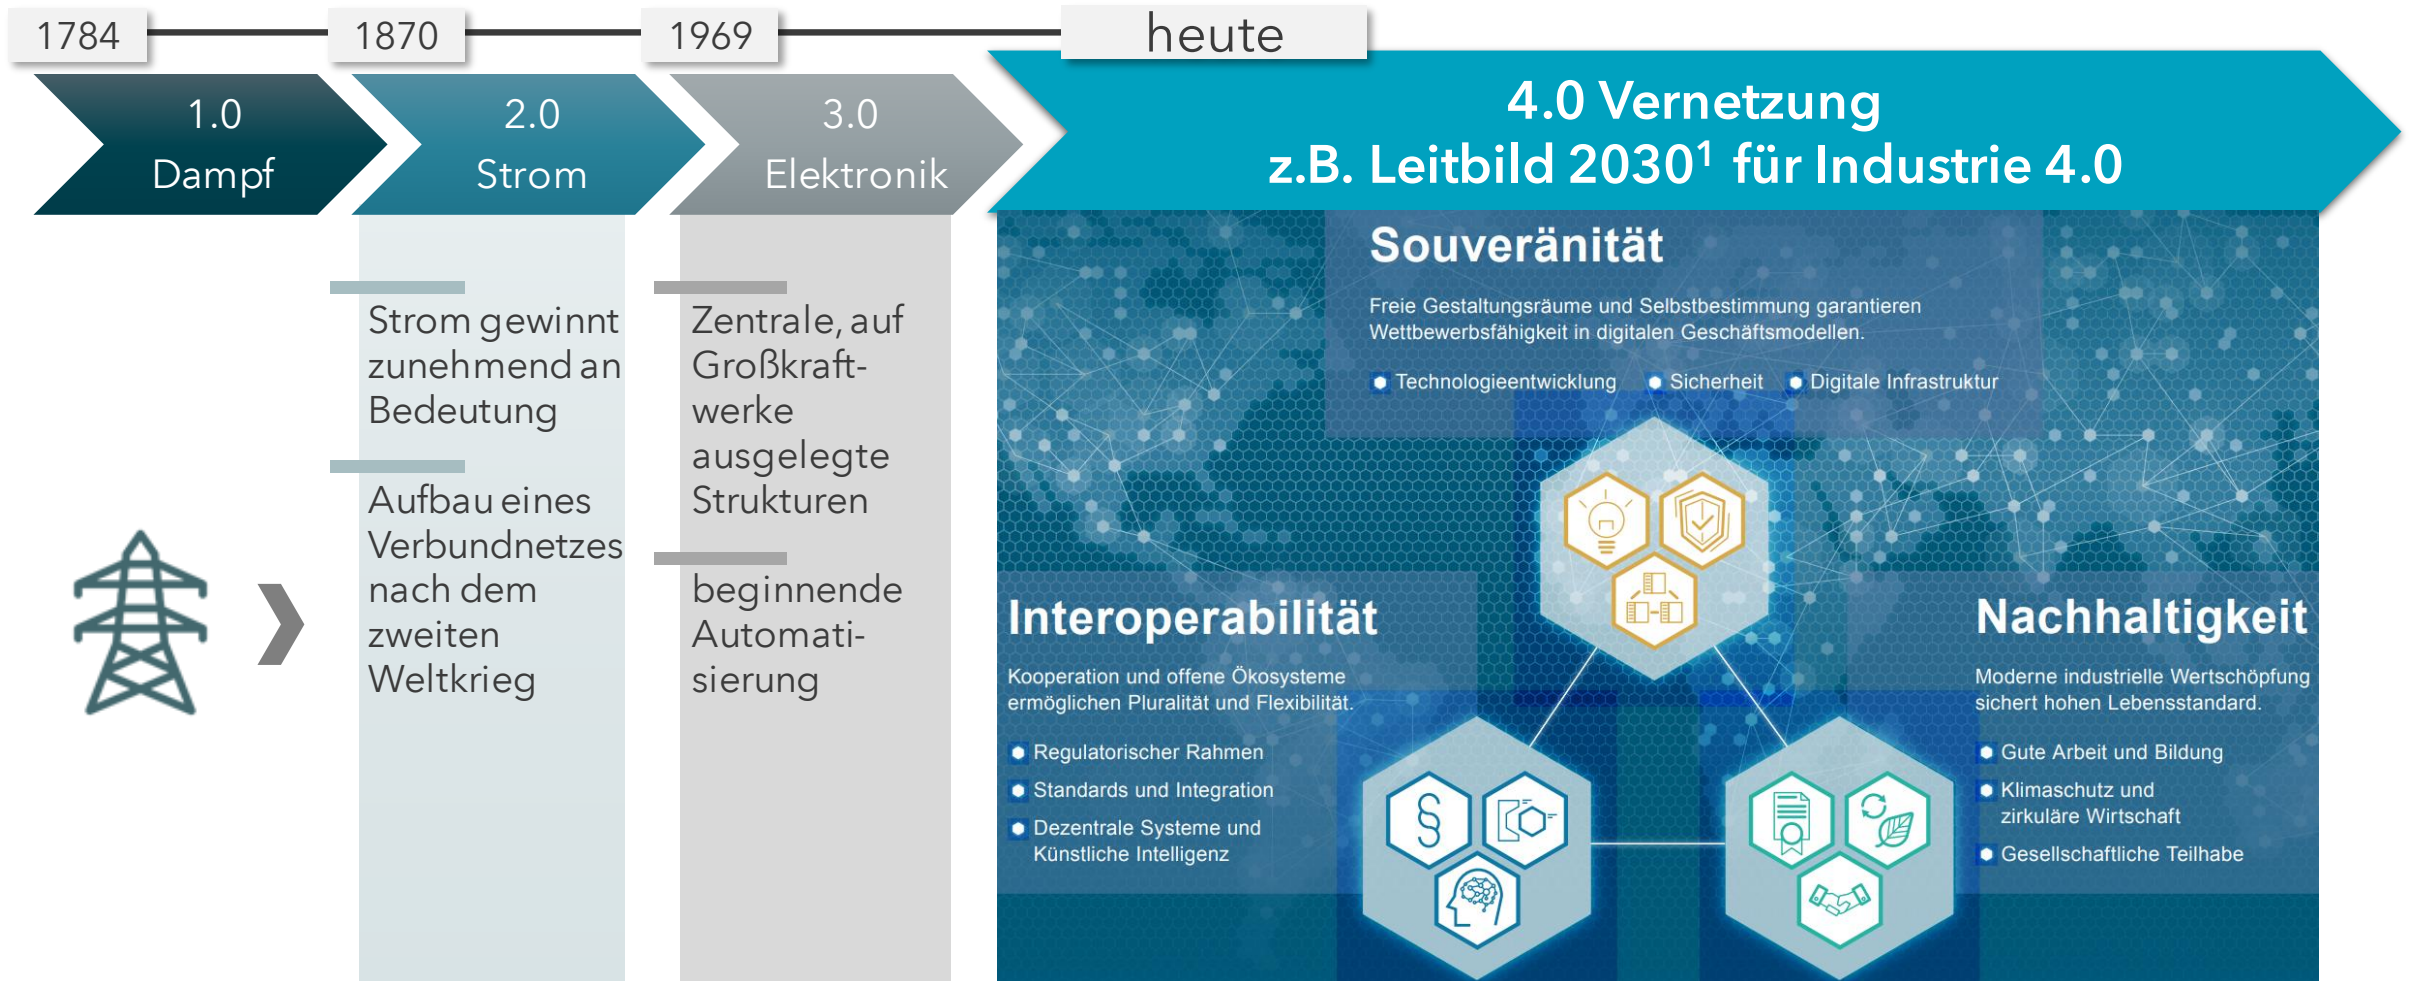 1784
1870
1969
heute
1.0
Dampf
2.0
Strom
3.0
Elektronik
4.0 Vernetzung
z.B. Leitbild 2030¹ für Industrie 4.0
Strom gewinnt
zunehmend an
Bedeutung
Aufbau eines
Verbundnetzes
nach dem
zweiten
Weltkrieg
Zentrale, auf
Großkraft-
werke
ausgelegte
Strukturen
beginnende
Automati-
sierung
Souveränität
Freie Gestaltungsräume und Selbstbestimmung garantieren
Wettbewerbsfähigkeit in digitalen Geschäftsmodellen.
Technologieentwicklung Sicherheit Digitale Infrastruktur
Interoperabilität
Kooperation und offene Ökosysteme
ermöglichen Pluralität und Flexibilität.
Regulatorischer Rahmen
Standards und Integration
Dezentrale Systeme und
Künstliche Intelligenz
Nachhaltigkeit
Moderne industrielle Wertschöpfung
sichert hohen Lebensstandard.
Gute Arbeit und Bildung
Klimaschutz und
zirkuläre Wirtschaft
Gesellschaftliche Teilhabe
§